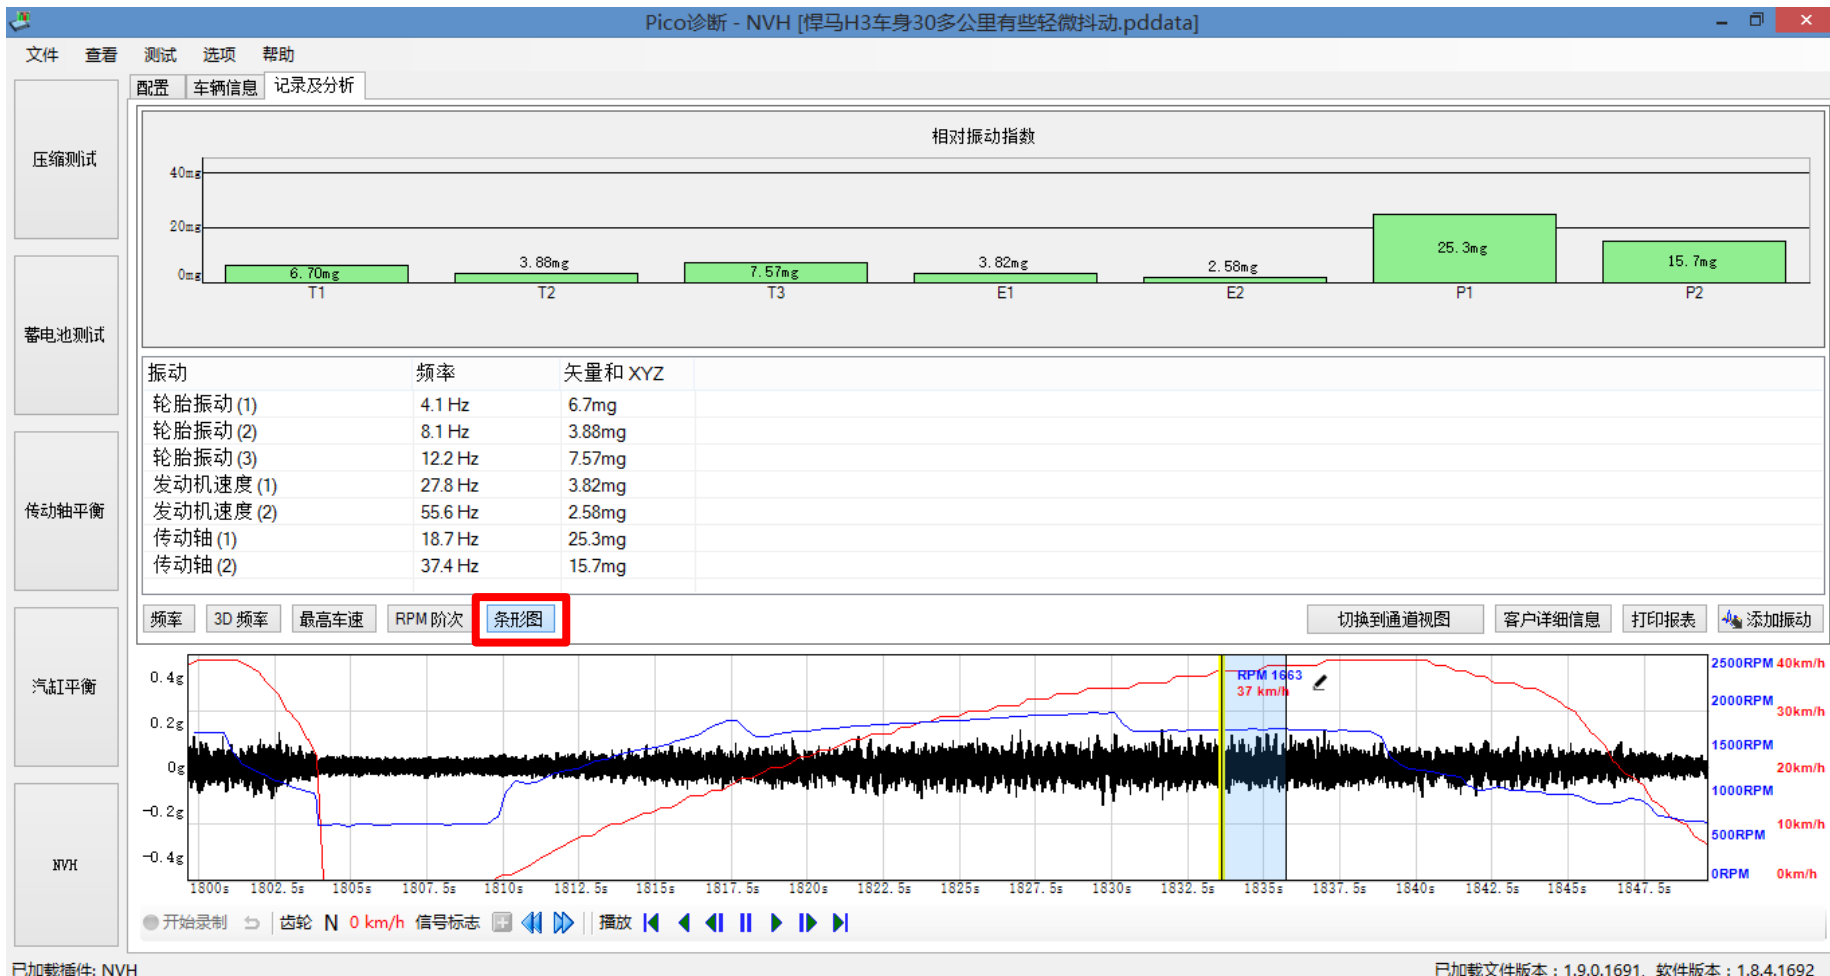 Pico诊断 - NVH [悍马H3车身30多公里有些轻微抖动.pddata]
文件 查看 测试 选项 帮助
配置 车辆信息 记录及分析
压缩测试
蓄电池测试
传动轴平衡
汽缸平衡
NVH
相对振动指数
40mg
20mg
0mg
6.70mg 3.88mg 7.57mg 3.82mg 2.58mg 25.3mg 15.7mg
T1 T2 T3 E1 E2 P1 P2
振动 频率 矢量和 XYZ
轮胎振动 (1) 4.1 Hz 6.7mg
轮胎振动 (2) 8.1 Hz 3.88mg
轮胎振动 (3) 12.2 Hz 7.57mg
发动机速度 (1) 27.8 Hz 3.82mg
发动机速度 (2) 55.6 Hz 2.58mg
传动轴 (1) 18.7 Hz 25.3mg
传动轴 (2) 37.4 Hz 15.7mg
频率 3D 频率 最高车速 RPM 阶次 条形图 切换到通道视图 客户详细信息 打印报表 添加振动
0.4g
0.2g
0g
-0.2g
-0.4g
RPM 1663
37 km/h
2500RPM 40km/h
2000RPM
30km/h
1500RPM
20km/h
1000RPM
10km/h
500RPM
0RPM 0km/h
1800s 1802.5s 1805s 1807.5s 1810s 1812.5s 1815s 1817.5s 1820s 1822.5s 1825s 1827.5s 1830s 1832.5s 1835s 1837.5s 1840s 1842.5s 1845s 1847.5s
开始录制 齿轮 N 0 km/h 信号标志 播放
已加载插件: NVH
已加载文件版本：1.9.0.1691, 软件版本：1.8.4.1692